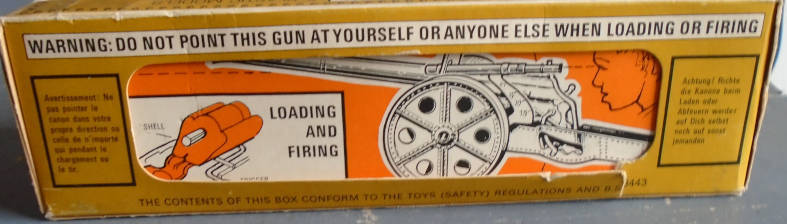 WARNING: DO NOT POINT THIS GUN AT YOURSELF OR ANYONE ELSE WHEN LOADING OR FIRING
Avertissement: Ne
pas pointer le
canon dans votre
propre direction ou
celle de n'importe
qui pendant le
chargement ou
le tir.
SHELL
LOADING
AND
FIRING
TRIGGER
Achtung! Richte
die Kanone beim
Laden oder
Abfeuern weder
auf Dich selbst
noch auf sonst
jemanden
THE CONTENTS OF THIS BOX CONFORM TO THE TOYS (SAFETY) REGULATIONS AND B.S. 3443